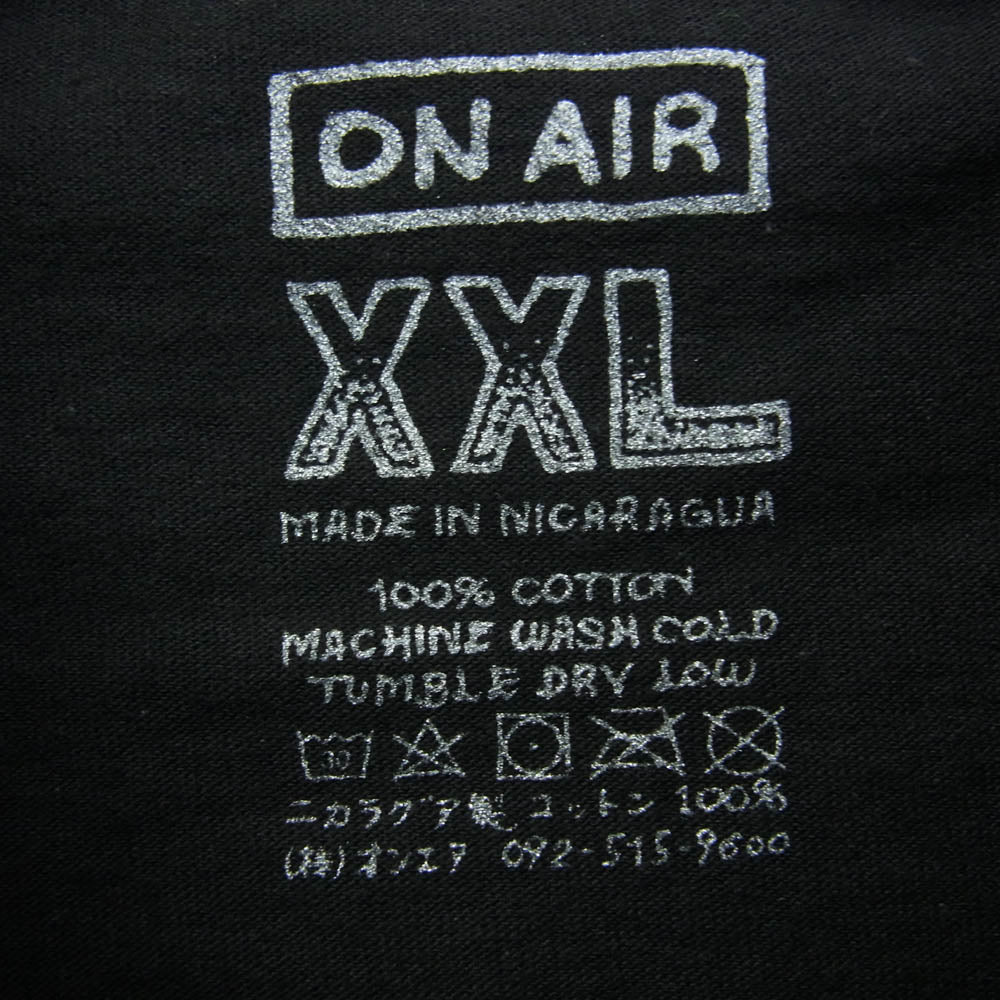 ON AIR
XXL
MADE IN NICARAGUA
100% COTTON
MACHINE WASH COLD
TUMBLE DRY LOW
30
ニカラグア製 コットン 100%
(株)オンエア 092-515-9600